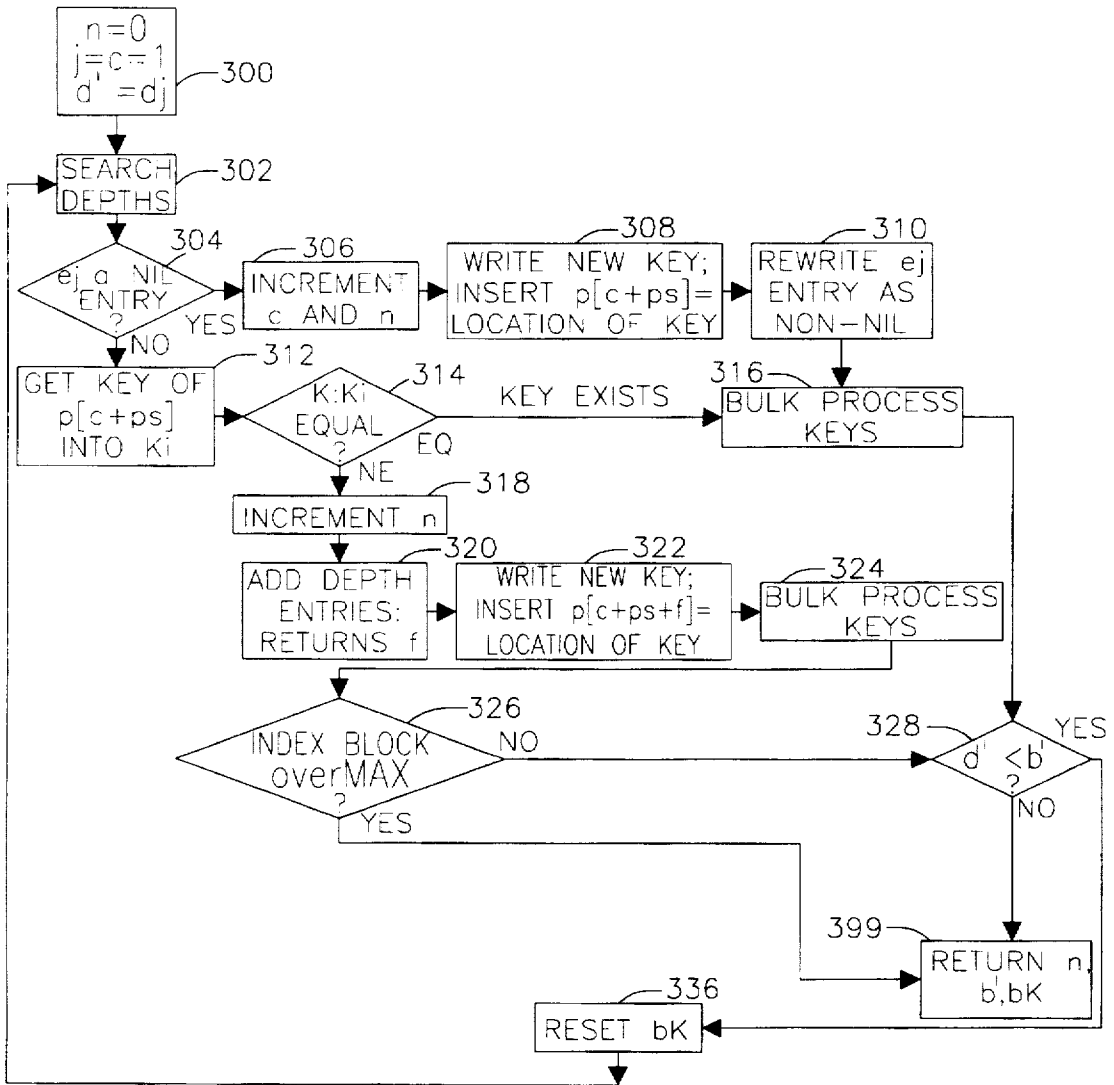 n=0
j=c=1
d' =dj
300
SEARCH
DEPTHS
302
304
ej a NIL
ENTRY
?
YES
NO
306
INCREMENT
c AND n
308
WRITE NEW KEY;
INSERT p[c+ps]=
LOCATION OF KEY
310
REWRITE ej
ENTRY AS
NON-NIL
312
GET KEY OF
p[c+ps]
INTO Ki
314
K:Ki
EQUAL
?
EQ
NE
KEY EXISTS
316
BULK PROCESS
KEYS
318
INCREMENT n
320
ADD DEPTH
ENTRIES:
RETURNS f
322
WRITE NEW KEY;
INSERT p[c+ps+f]=
LOCATION OF KEY
324
BULK PROCESS
KEYS
326
INDEX BLOCK
overMAX
?
NO
YES
328
d' <b'
?
YES
NO
399
RETURN n,
b',bK
336
RESET bK